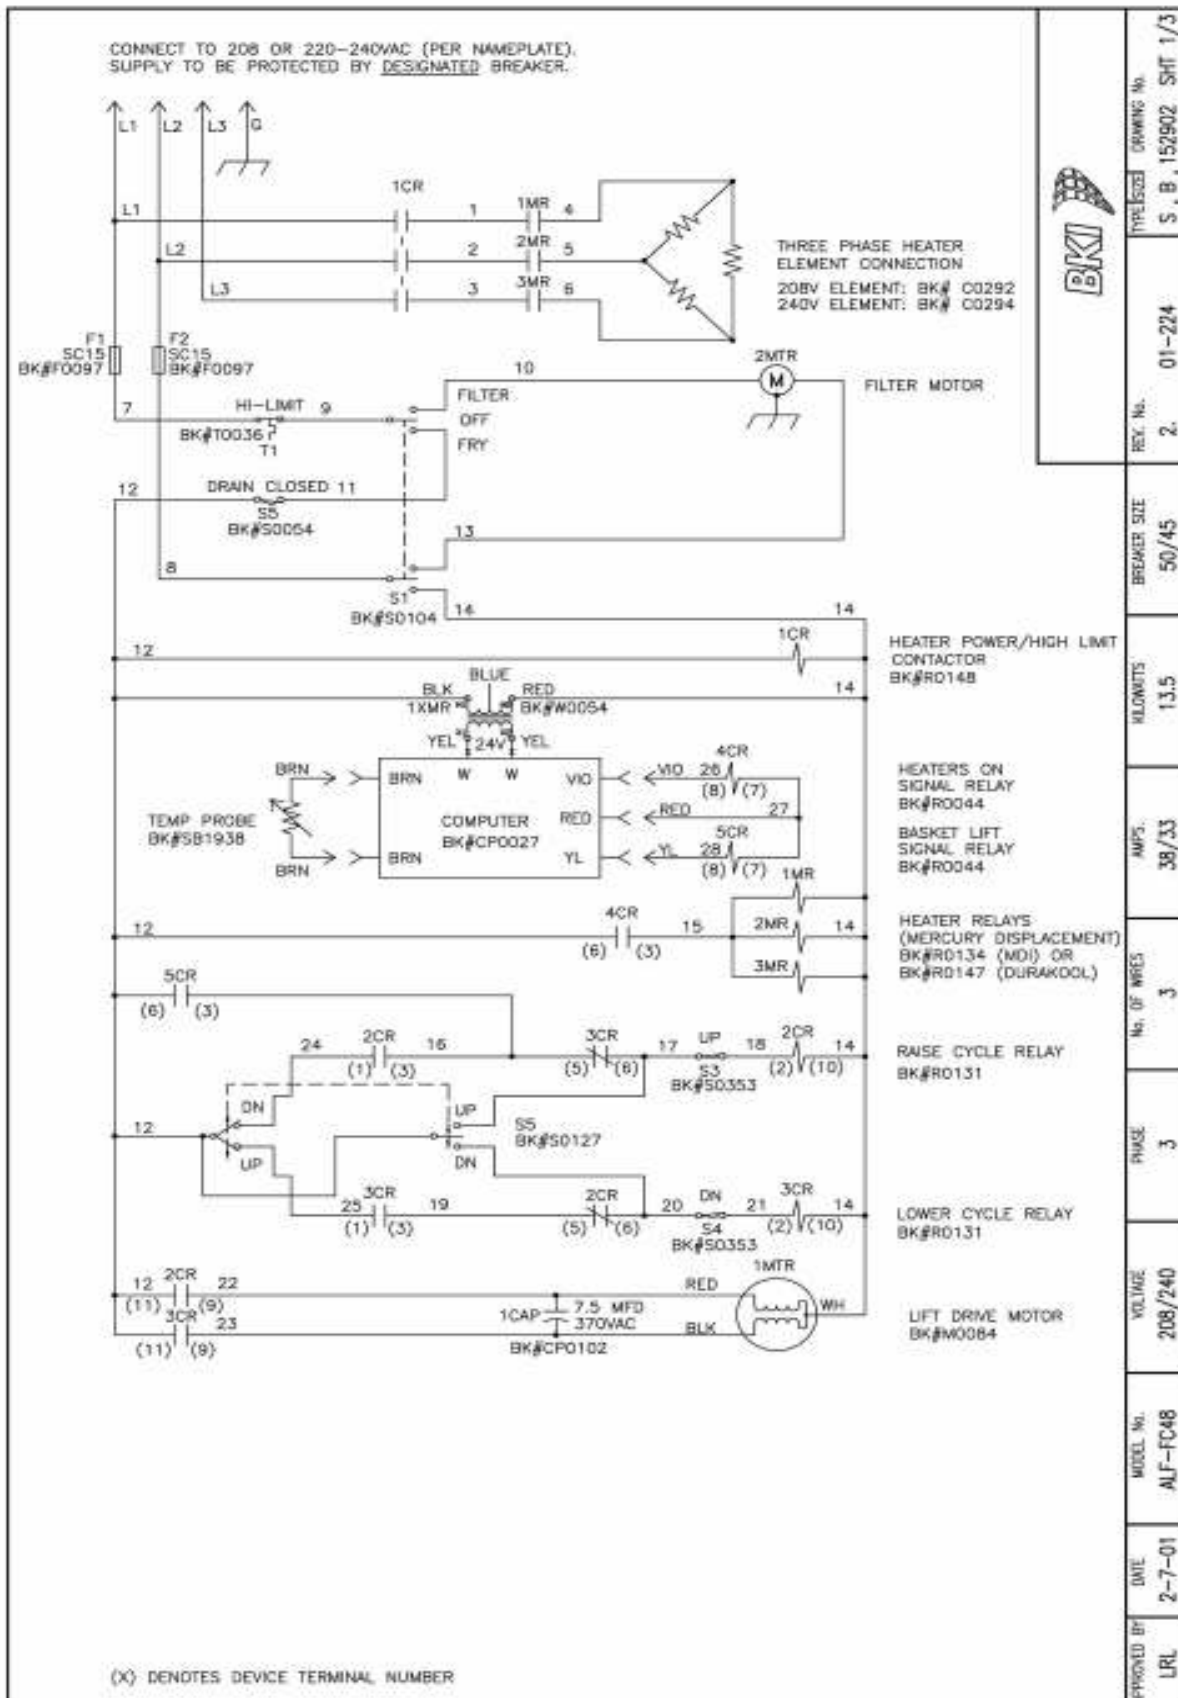 CONNECT TO 208 OR 220-240VAC (PER NAMEPLATE).
SUPPLY TO BE PROTECTED BY DESIGNATED BREAKER.
L1 L2 L3 G
1CR
L1 1 1MR 4
L2 2 2MR 5
L3 3 3MR 6
THREE PHASE HEATER
ELEMENT CONNECTION
208V ELEMENT: BK# C0292
240V ELEMENT: BK# C0294
F1
SC15
BK#F0097
F2
SC15
BK#F0097
10
2MTR
M
FILTER MOTOR
7 HI-LIMIT 9
BK#T0036
T1
FILTER
OFF
FRY
12 DRAIN CLOSED 11
S5
BK#S0054
13
8
S1
BK#S0104
14 14
12
1CR
HEATER POWER/HIGH LIMIT
CONTACTOR
BK#R0148
BLUE
BLK RED 14
1XMR BK#W0054
YEL 24V YEL
BRN BRN W W
TEMP PROBE
BK#SB1938
COMPUTER
BK#CP0027
BRN BRN
VIO VIO 26 4CR
(8) (7)
RED RED 27
YL YL 28 5CR
(8) (7)
HEATERS ON
SIGNAL RELAY
BK#R0044
BASKET LIFT
SIGNAL RELAY
BK#R0044
1MR
12 4CR 15 2MR 14
(6) (3)
3MR
HEATER RELAYS
(MERCURY DISPLACEMENT)
BK#R0134 (MDI) OR
BK#R0147 (DURAKOOL)
5CR
(6) (3)
24 2CR 16 3CR 17 UP 18 2CR 14
(1) (3) (5) (6) S3 (2) (10)
BK#S0353
RAISE CYCLE RELAY
BK#R0131
12 DN UP
UP DN
S5
BK#S0127
25 3CR 19 2CR 20 DN 21 3CR 14
(1) (3) (5) (6) S4 (2) (10)
BK#S0353
LOWER CYCLE RELAY
BK#R0131
12 2CR 22 RED 1MTR
(11) (9)
3CR 23 BLK WH
(11) (9)
1CAP 7.5 MFD
370VAC
BK#CP0102
LIFT DRIVE MOTOR
BK#M0084
(X) DENOTES DEVICE TERMINAL NUMBER
BKI
TYPE SIZE DRAWING No.
S B 152902 SHT 1/3
REV. No.
2. 01-224
BREAKER SIZE
50/45
KILOWATTS
13.5
AMPS.
38/33
No. OF WIRES
3
PHASE
3
VOLTAGE
208/240
MODEL No.
ALF-FC48
DATE
2-7-01
PPROVED BY
LRL